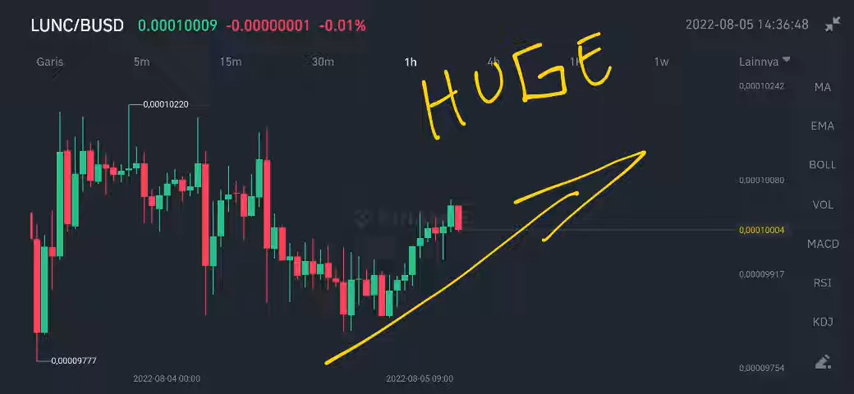 LUNC/BUSD 0.00010009 -0.00000001 -0.01% 2022-08-05 14:36:48
Garis 5m 15m 30m 1h 4h 1w Lainnya
HUGE
0,00010242
0,00010220
MA
EMA
BOLL
0,00010080
VOL
BINANCE
0,00010004
MACD
0,00009917
RSI
KDJ
0,00009777
0,00009754
2022-08-04 00:00 2022-08-05 09:00